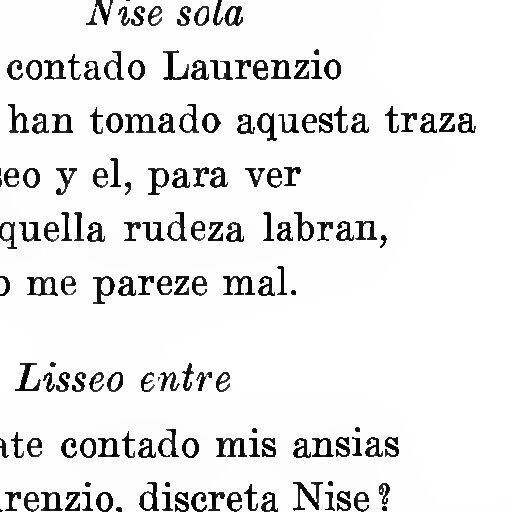 Nise sola
contado Laurenzio
han tomado aquesta traza
seo y el, para ver
quella rudeza labran,
o me pareze mal.
Lisseo entre
ate contado mis ansias
renzio, discreta Nise?